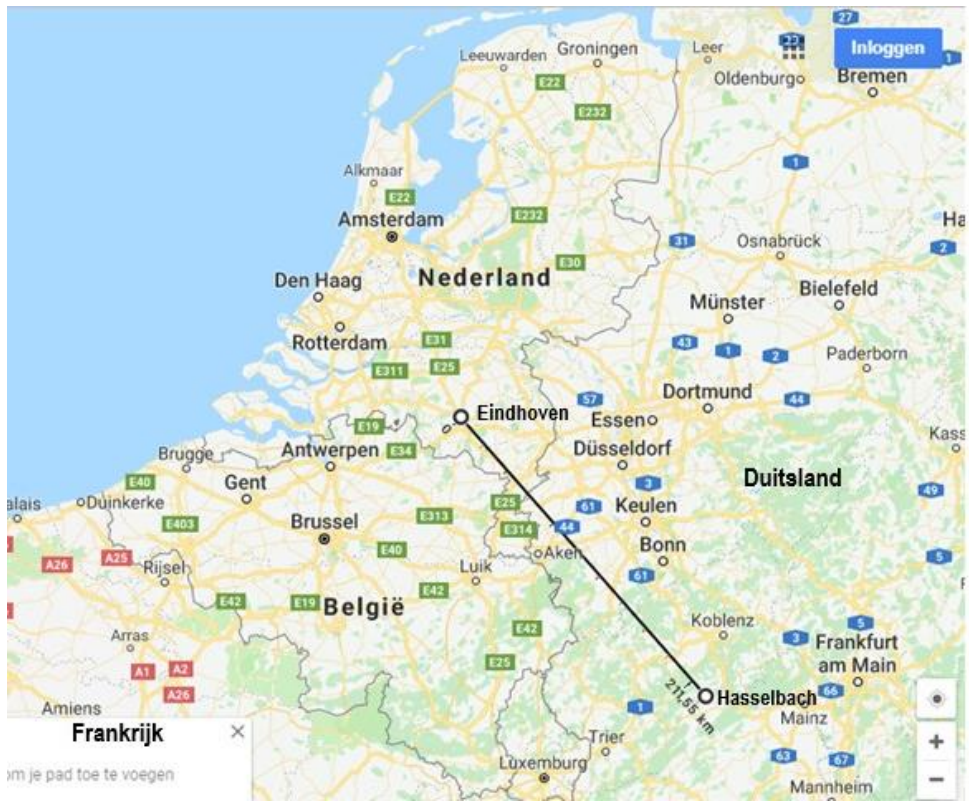 27
Inloggen
Leeuwarden
Groningen
Leer
Oldenburg
Bremen
1
E22
E232
1
Alkmaar
E22
Amsterdam
E232
31
Osnabrück
Ha
2
E30
Nederland
Den Haag
Münster
Bielefeld
Rotterdam
E31
43
1
2
Paderborn
E311
E25
57
Dortmund
44
Eindhoven
Essen
E19
Kass
Brugge
Antwerpen
E34
Düsseldorf
E40
Gent
3
Duitsland
49
alais
Duinkerke
E25
61
Keulen
E403
Brussel
E313
E314
44
5
A26
A25
E40
Aken
Bonn
Rijsel
Luik
61
E42
E19
België
E42
Koblenz
5
Arras
E42
3
Frankfurt
am Main
A1
A2
E25
A26
211,55 km
Hasselbach
66
Amiens
1
Mainz
Frankrijk
Trier
63
67
om je pad toe te voegen
Luxemburg
Mannheim